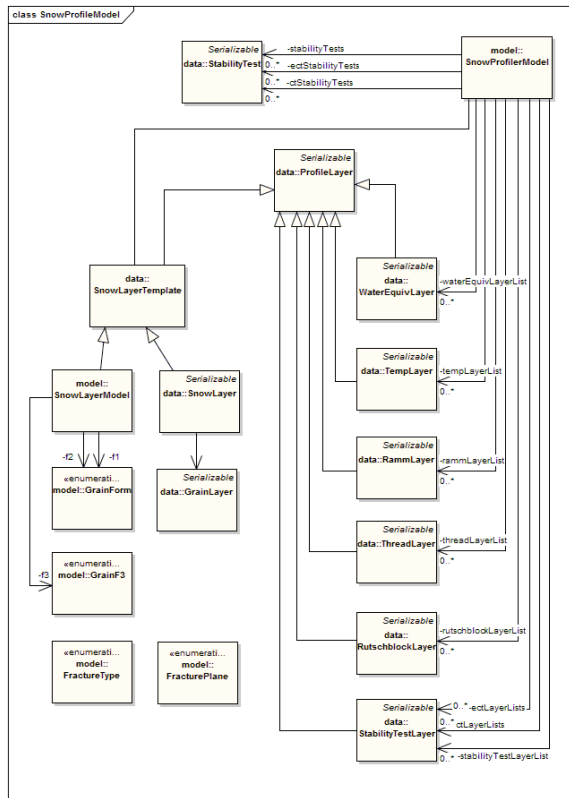 class SnowProfileModel
Serializable
data::StabilityTest
-stabilityTests
0..*
-ectStabilityTests
0..*
-ctStabilityTests
0..*
model::
SnowProfilerModel
Serializable
data::ProfileLayer
data::
SnowLayerTemplate
Serializable
data::
WaterEquivLayer
-waterEquivLayerList
0..*
model::
SnowLayerModel
Serializable
data::SnowLayer
Serializable
data::TempLayer
-tempLayerList
0..*
-f2
-f1
«enumerati...
model::GrainForm
Serializable
data::GrainLayer
Serializable
data::RammLayer
-rammLayerList
0..*
-f3
«enumerati...
model::GrainF3
Serializable
data::ThreadLayer
-threadLayerList
0..*
«enumerati...
model::
FractureType
«enumerati...
model::
FracturePlane
Serializable
data::
RutschblockLayer
-rutschblockLayerList
0..*
Serializable
data::
StabilityTestLayer
0..*
-ectLayerLists
0..*
ctLayerLists
-stabilityTestLayerList
0..*